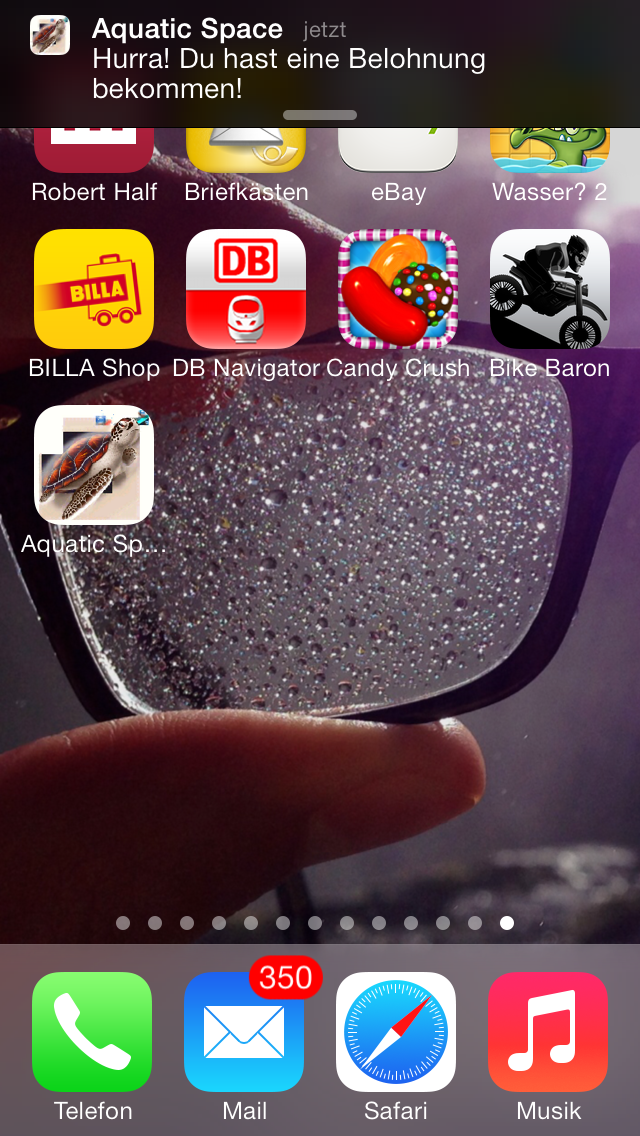 Aquatic Space jetzt
Hurra! Du hast eine Belohnung
bekommen!
Robert Half Briefkästen eBay Wasser? 2
BILLA DB
BILLA Shop DB Navigator Candy Crush Bike Baron
Aquatic Sp...
350
Telefon Mail Safari Musik